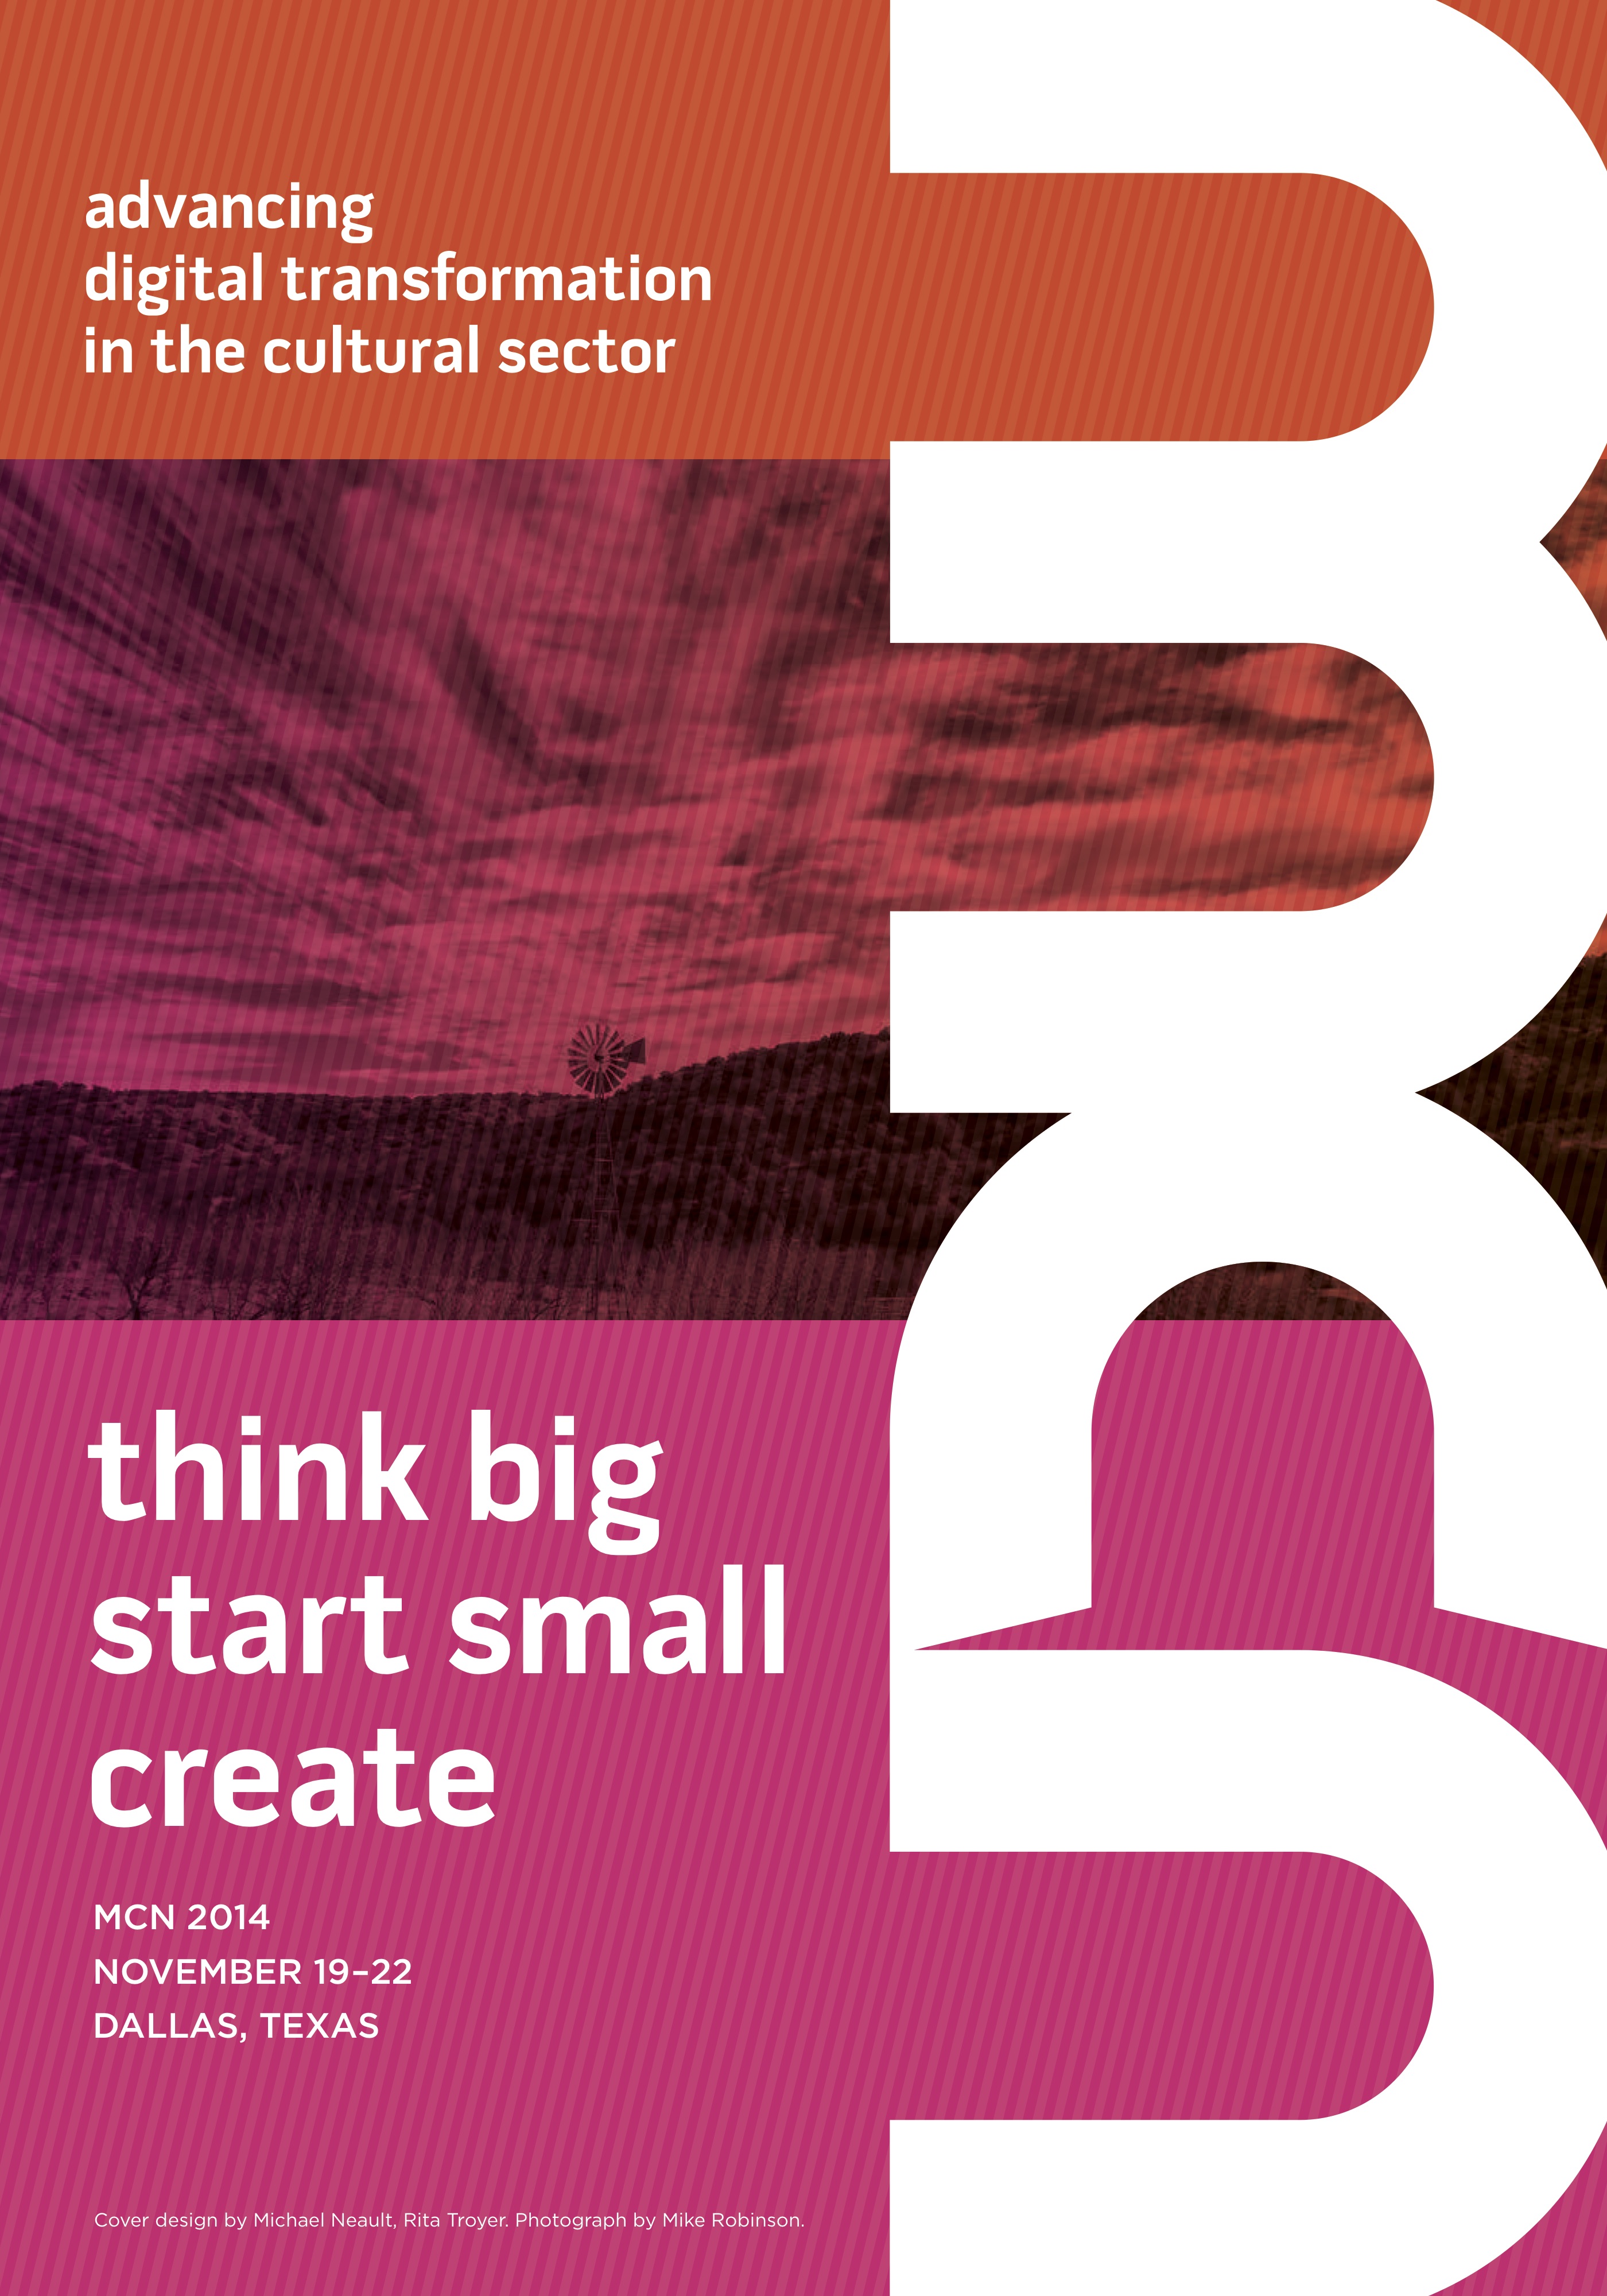 advancing
digital transformation
in the cultural sector
mcn
think big
start small
create
MCN 2014
NOVEMBER 19–22
DALLAS, TEXAS
Cover design by Michael Neault, Rita Troyer. Photograph by Mike Robinson.